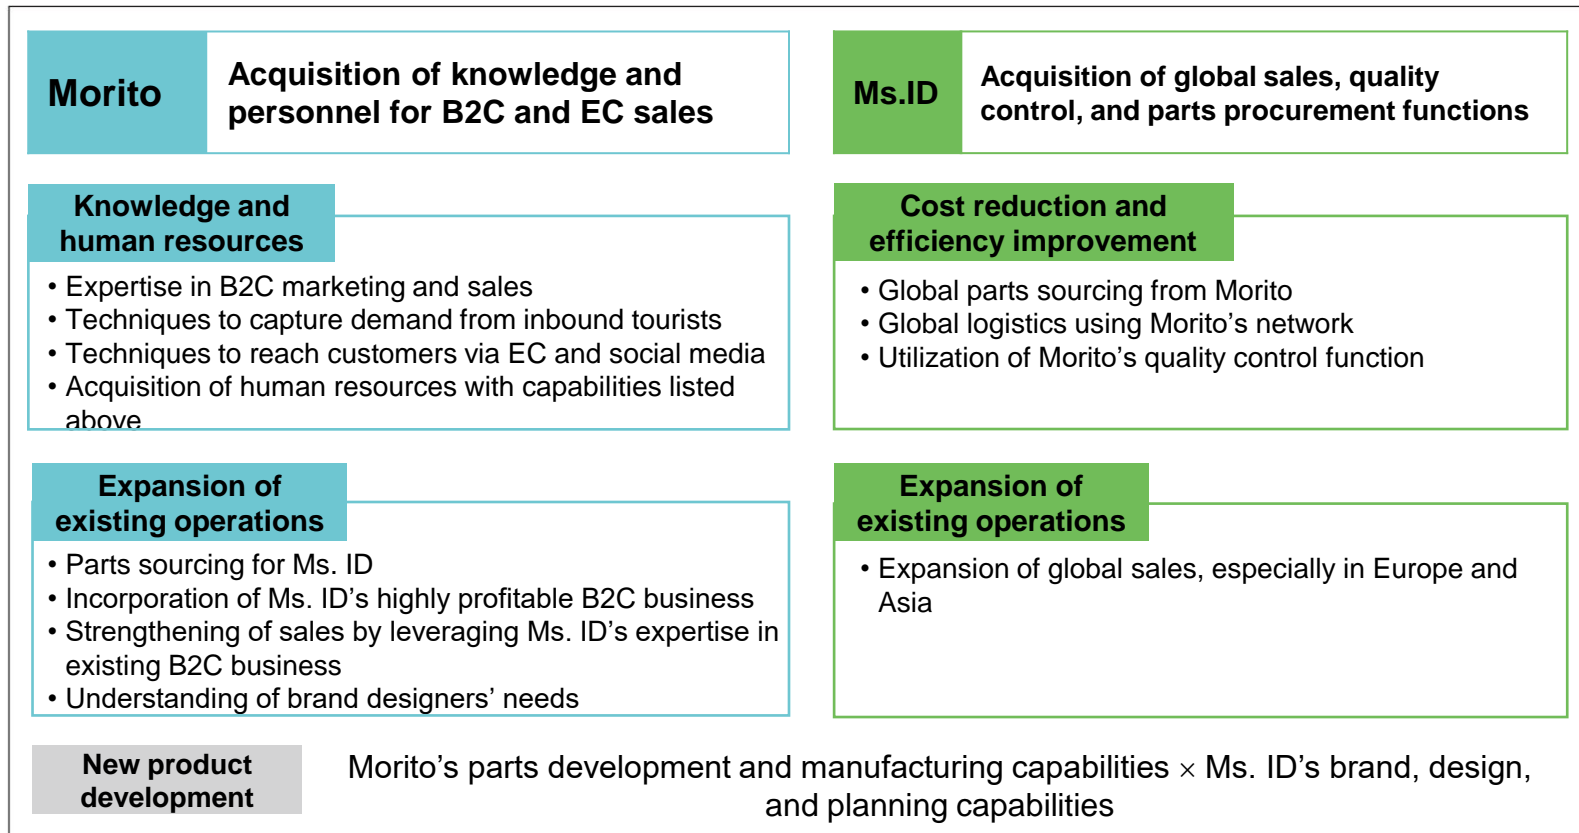 Morito
Acquisition of knowledge and
personnel for B2C and EC sales
Knowledge and
human resources
• Expertise in B2C marketing and sales
• Techniques to capture demand from inbound tourists
• Techniques to reach customers via EC and social media
• Acquisition of human resources with capabilities listed
above
Expansion of
existing operations
• Parts sourcing for Ms. ID
• Incorporation of Ms. ID’s highly profitable B2C business
• Strengthening of sales by leveraging Ms. ID’s expertise in
existing B2C business
• Understanding of brand designers’ needs
Ms.ID
Acquisition of global sales, quality
control, and parts procurement functions
Cost reduction and
efficiency improvement
• Global parts sourcing from Morito
• Global logistics using Morito’s network
• Utilization of Morito’s quality control function
Expansion of
existing operations
• Expansion of global sales, especially in Europe and
Asia
New product
development
Morito’s parts development and manufacturing capabilities × Ms. ID’s brand, design,
and planning capabilities